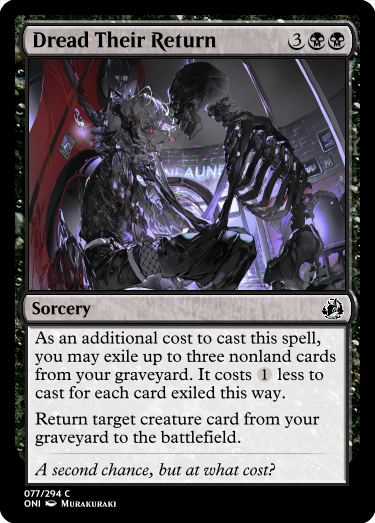 Dread Their Return 3
LAUN
Sorcery
As an additional cost to cast this spell,
you may exile up to three nonland cards
from your graveyard. It costs 1 less to
cast for each card exiled this way.
Return target creature card from your
graveyard to the battlefield.
A second chance, but at what cost?
077/294 C
ONI MURAKURAKI